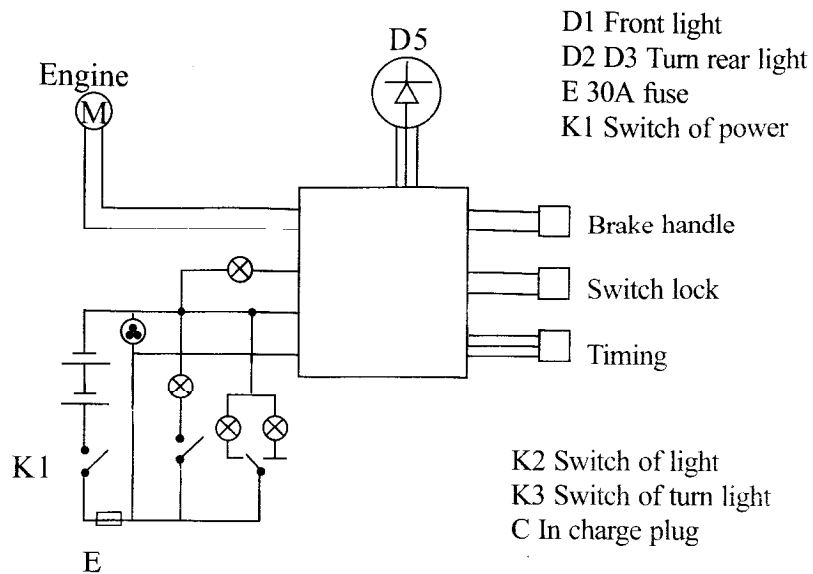 D5
Engine
M
D1 Front light
D2 D3 Turn rear light
E 30A fuse
K1 Switch of power
Brake handle
Switch lock
Timing
K1
E
K2 Switch of light
K3 Switch of turn light
C In charge plug